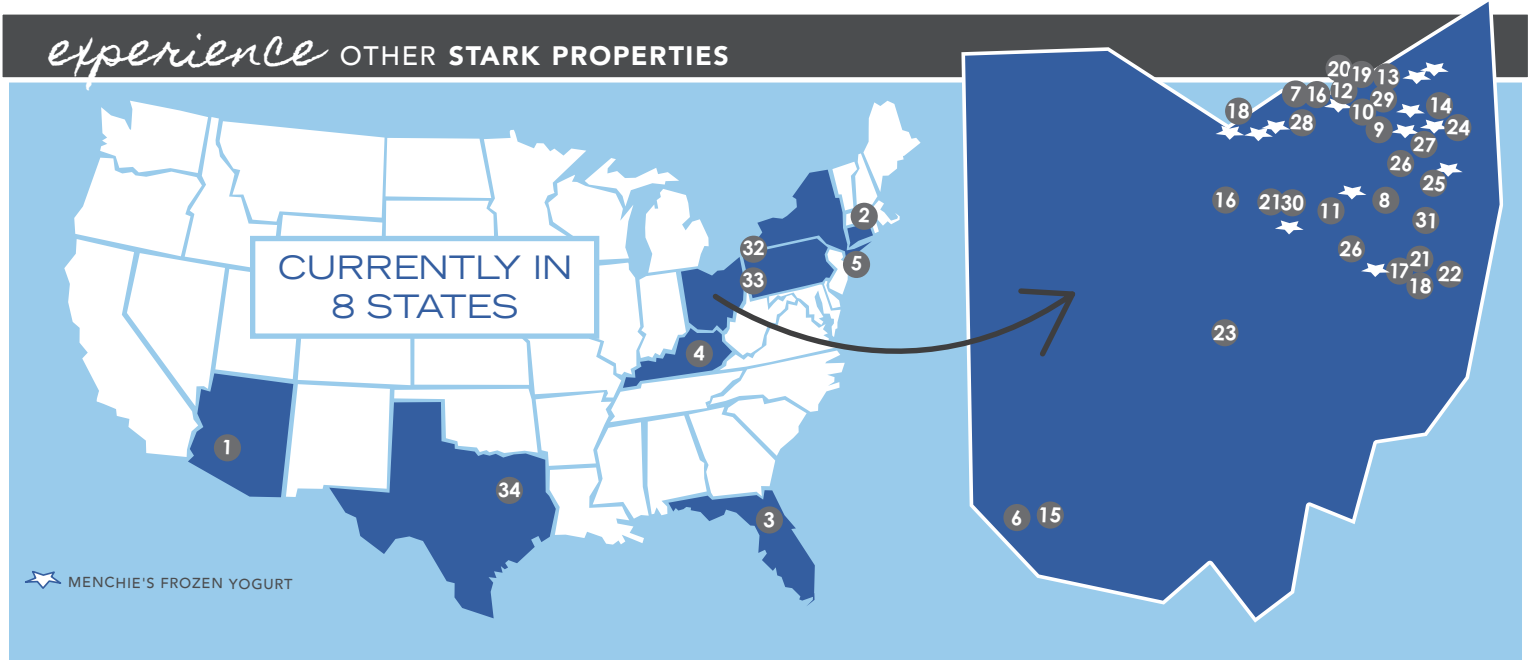 experience OTHER STARK PROPERTIES
CURRENTLY IN
8 STATES
1
2
32
33
5
4
34
3
MENCHIE'S FROZEN YOGURT
20 19 13
7 16 12 29 14
18 10
28 9 24
27
26
25
16 21 30 11 8
31
26 21
17 22
18
23
6 15